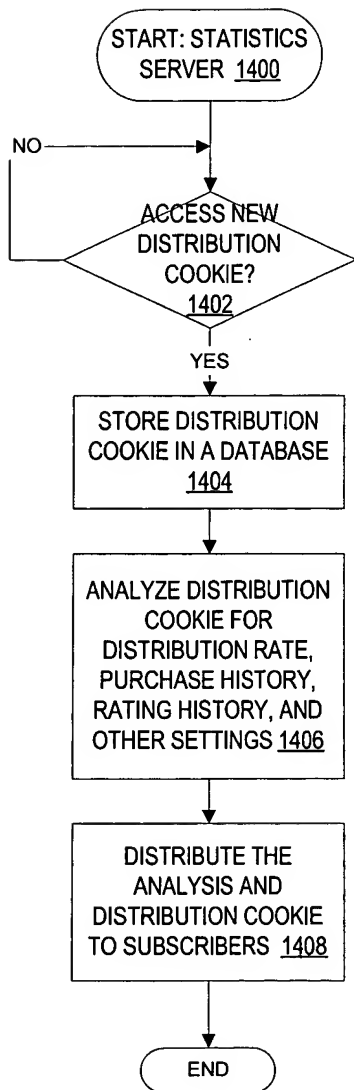 START: STATISTICS
SERVER 1400
NO
ACCESS NEW
DISTRIBUTION
COOKIE?
1402
YES
STORE DISTRIBUTION
COOKIE IN A DATABASE
1404
ANALYZE DISTRIBUTION
COOKIE FOR
DISTRIBUTION RATE,
PURCHASE HISTORY,
RATING HISTORY, AND
OTHER SETTINGS 1406
DISTRIBUTE THE
ANALYSIS AND
DISTRIBUTION COOKIE
TO SUBSCRIBERS 1408
END